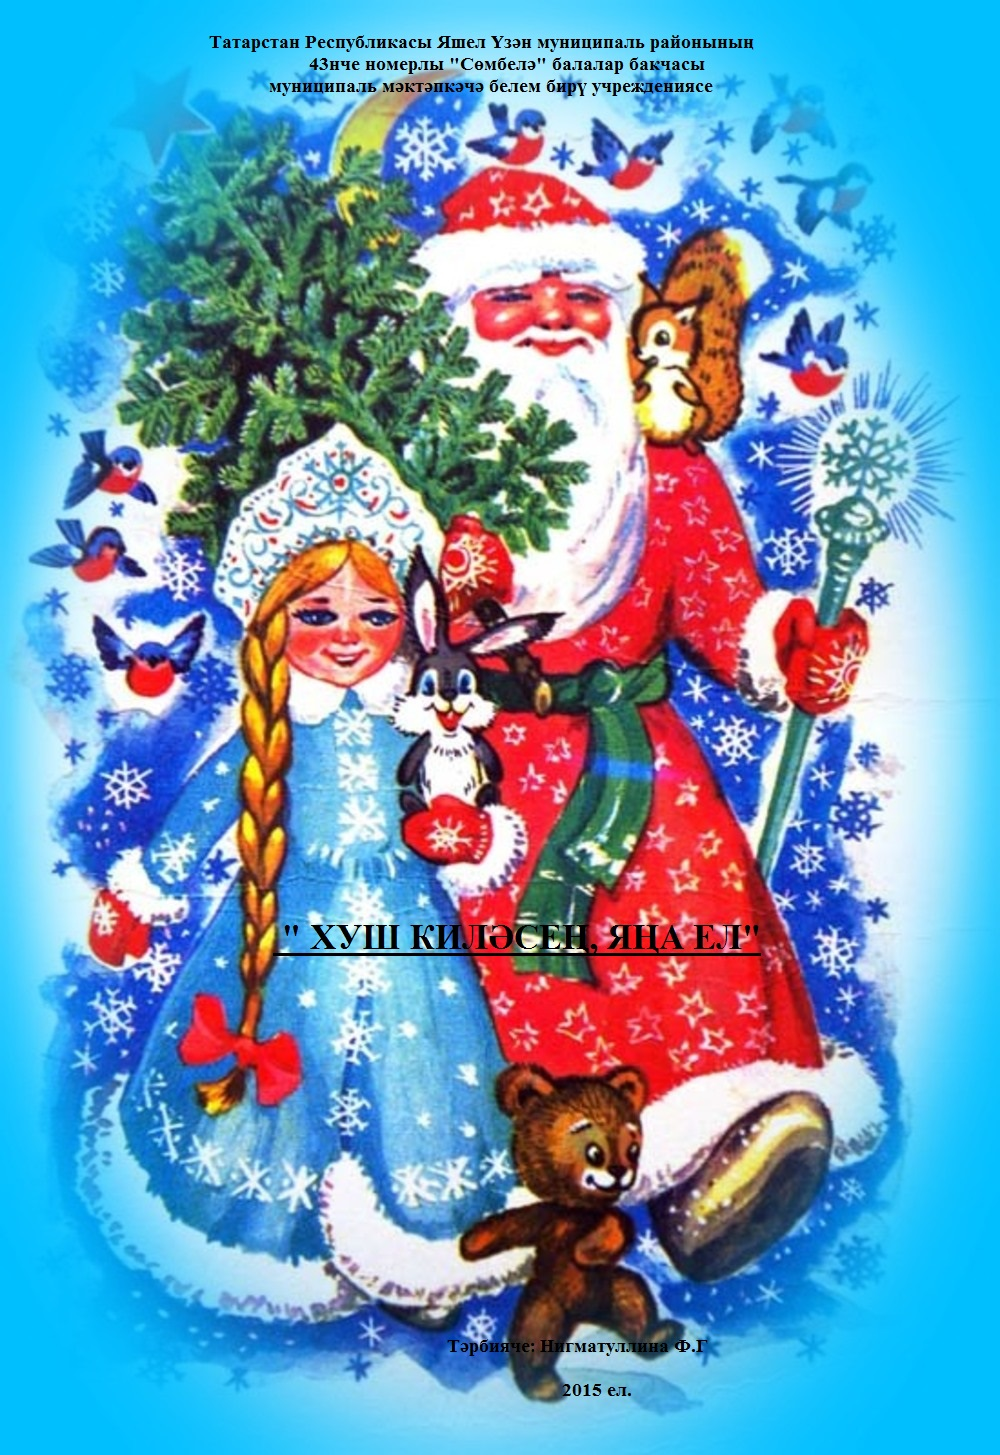 Татарстан Республикасы Яшел Үзән муниципаль районының
43нче номерлы "Сөмбелә" балалар бакчасы
муниципаль мәктәпкәчә белем бирү учреждениясе
" ХУШ КИЛӘСЕҢ, ЯҢА ЕЛ"
Тәрбияче: Нигматуллина Ф.Г
2015 ел.